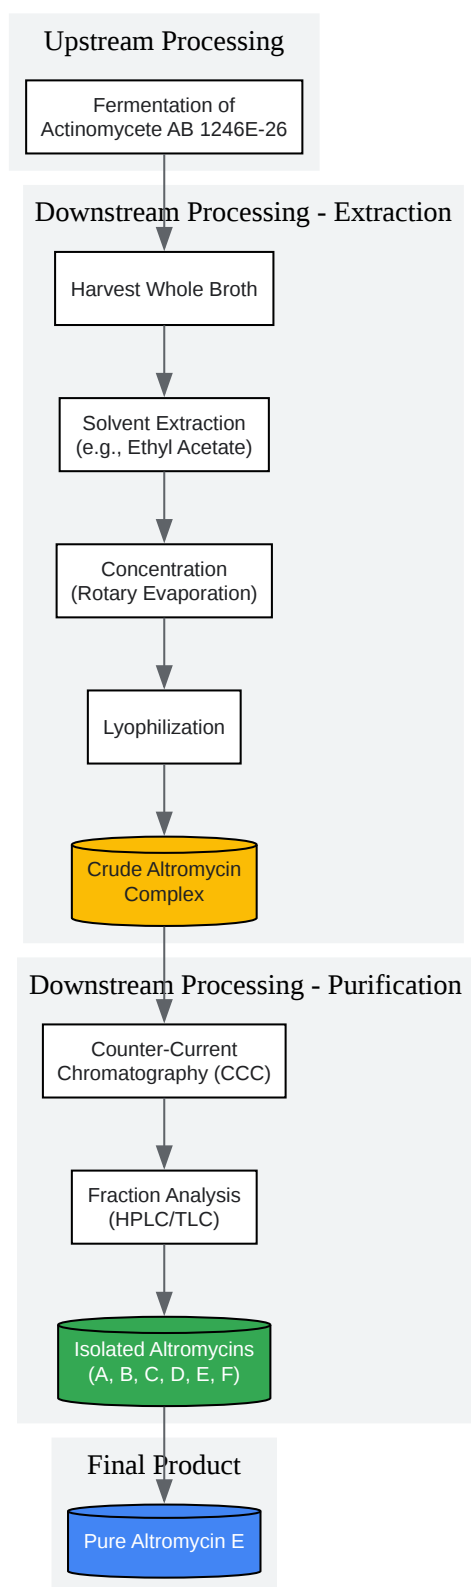 Upstream Processing
Fermentation of
Actinomycete AB 1246E-26
Downstream Processing - Extraction
Harvest Whole Broth
Solvent Extraction
(e.g., Ethyl Acetate)
Concentration
(Rotary Evaporation)
Lyophilization
Crude Altromycin
Complex
Downstream Processing - Purification
Counter-Current
Chromatography (CCC)
Fraction Analysis
(HPLC/TLC)
Isolated Altromycins
(A, B, C, D, E, F)
Final Product
Pure Altromycin E